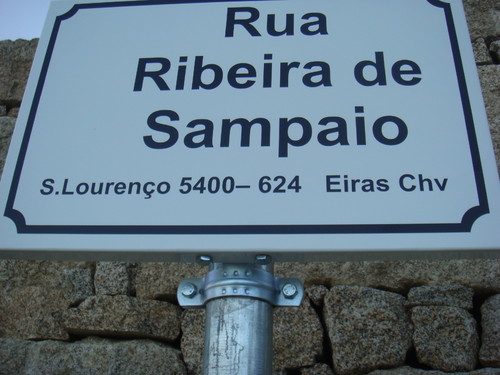 Rua
Ribeira de
Sampaio
S.Lourenço 5400– 624 Eiras Chv